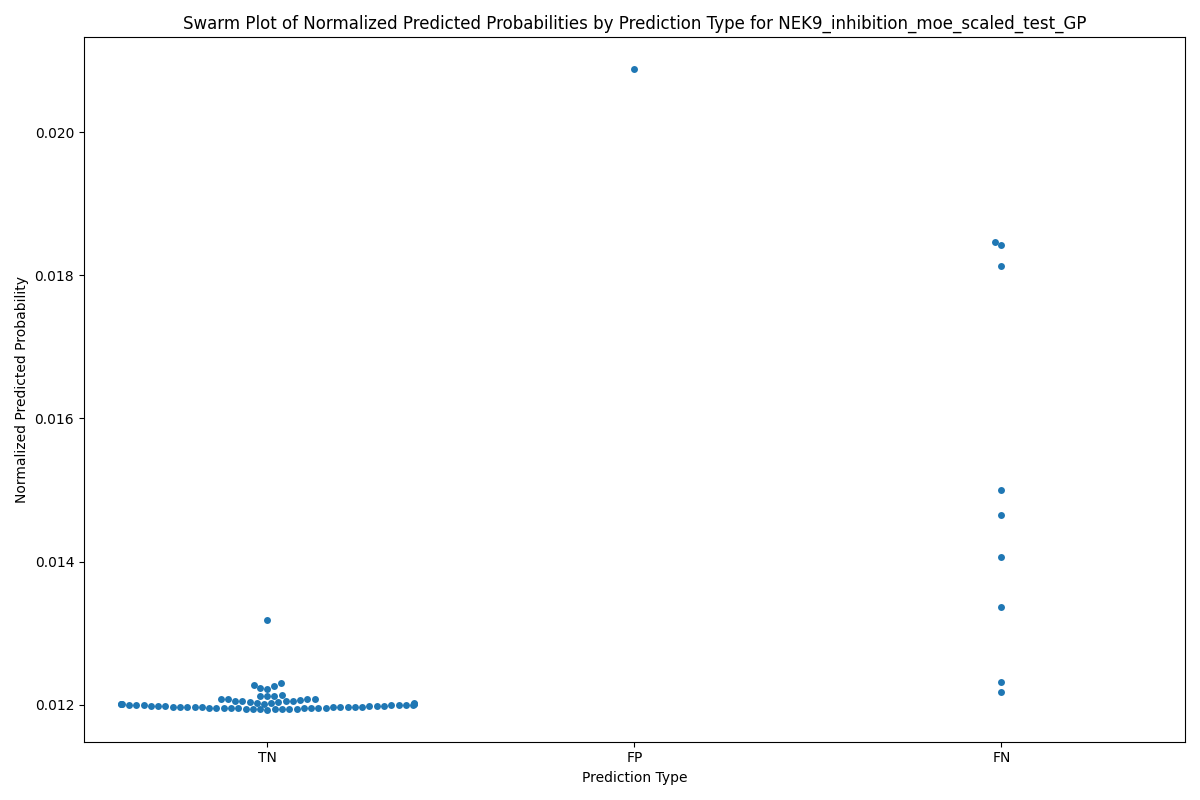 Swarm Plot of Normalized Predicted Probabilities by Prediction Type for NEK9_inhibition_moe_scaled_test_GP
Normalized Predicted Probability
0.020
0.018
0.016
0.014
0.012
TN
FP
FN
Prediction Type